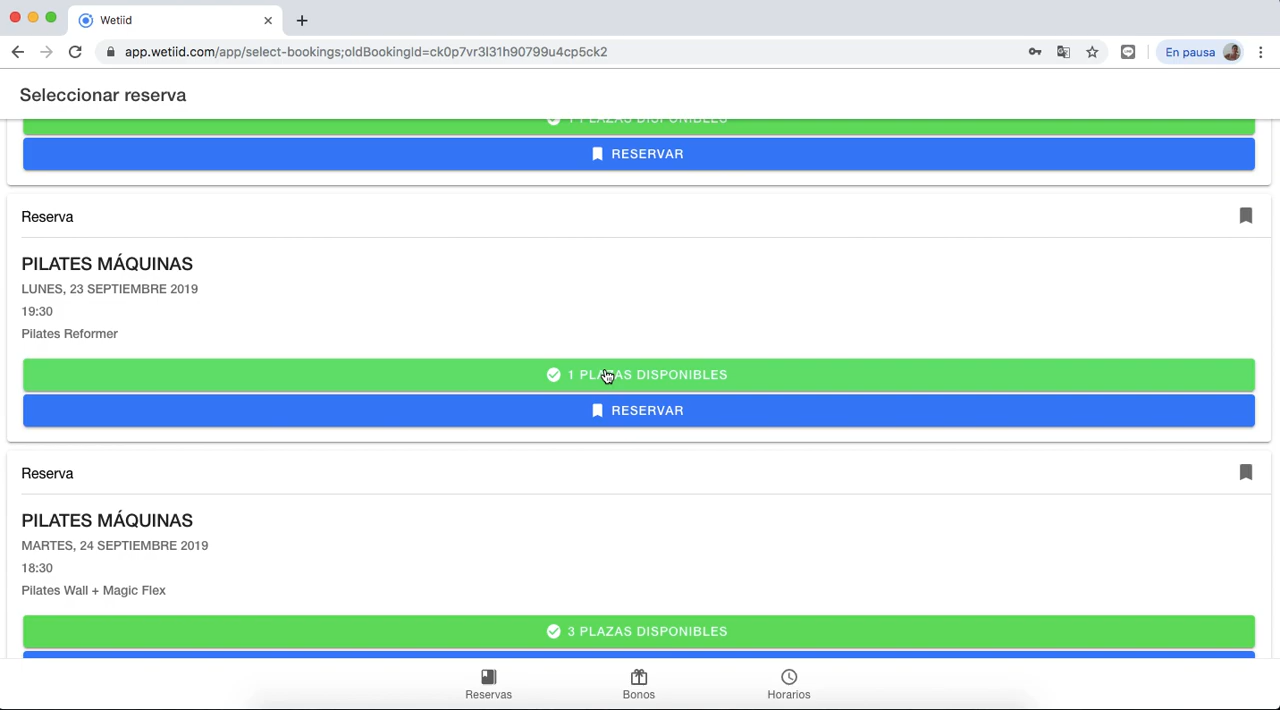 Wetiid
app.wetiid.com/app/select-bookings;oldBookingId=ck0p7vr3l31h90799u4cp5ck2
En pausa
Seleccionar reserva
PLAZAS DISPONIBLES
RESERVAR
Reserva
PILATES MÁQUINAS
LUNES, 23 SEPTIEMBRE 2019
19:30
Pilates Reformer
1 PLAZAS DISPONIBLES
RESERVAR
Reserva
PILATES MÁQUINAS
MARTES, 24 SEPTIEMBRE 2019
18:30
Pilates Wall + Magic Flex
3 PLAZAS DISPONIBLES
Reservas
Bonos
Horarios